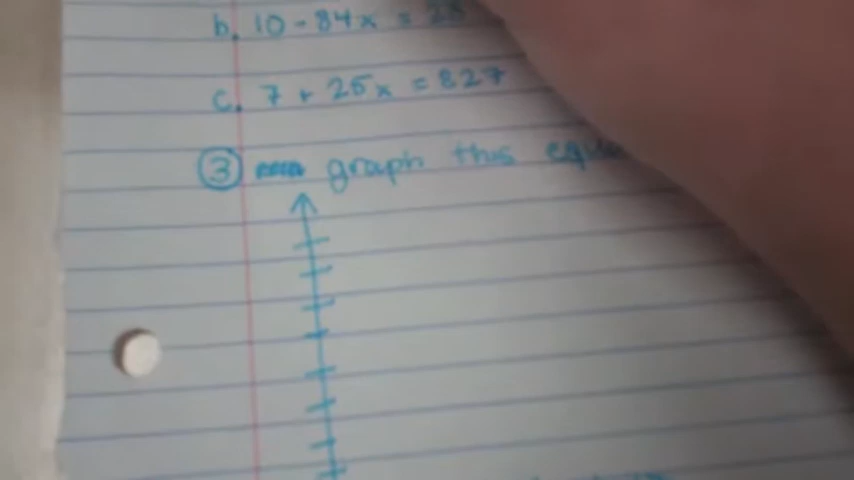 b. 10 - 84x =
c. 7 + 25x = 827
③ graph this